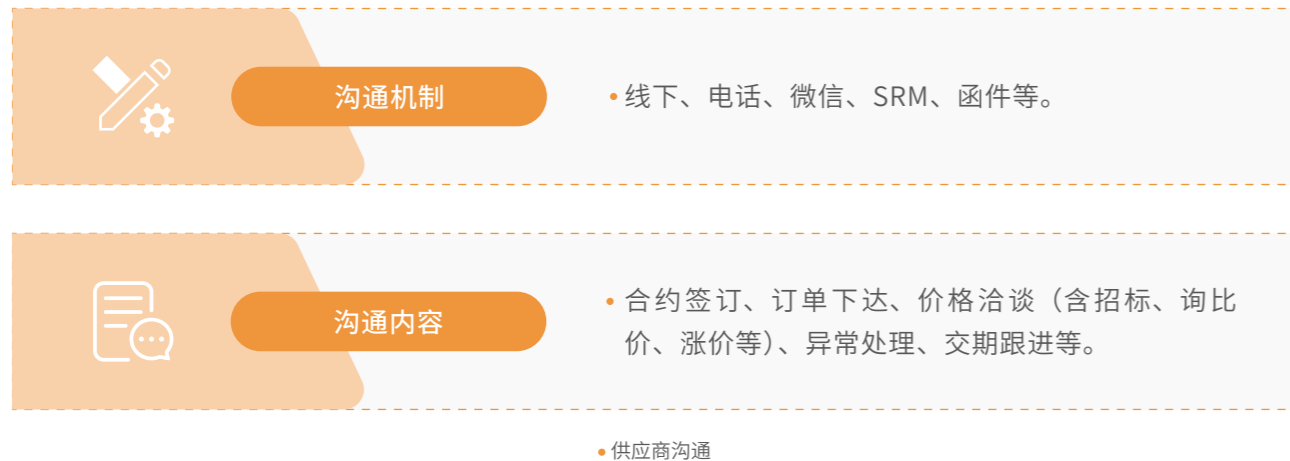 沟通机制
•线下、电话、微信、SRM、函件等。
沟通内容
•合约签订、订单下达、价格洽谈（含招标、询比
价、涨价等）、异常处理、交期跟进等。
•供应商沟通